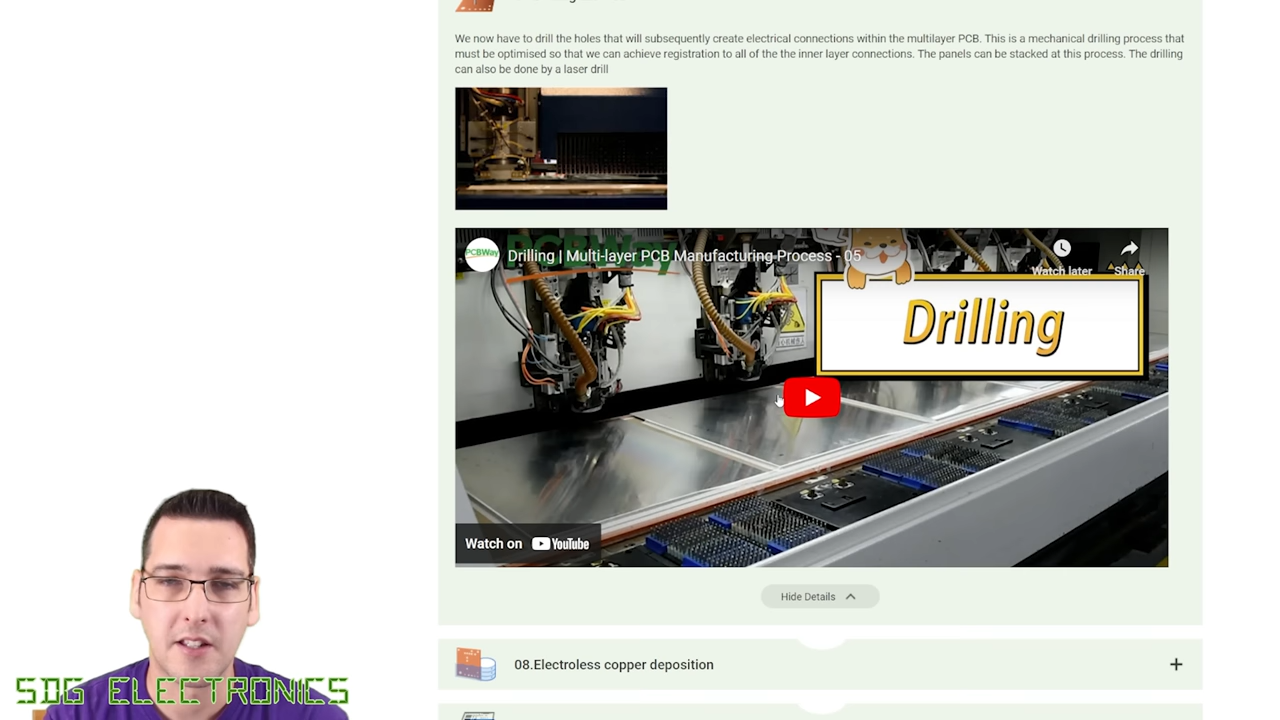 We now have to drill the holes that will subsequently create electrical connections within the multilayer PCB. This is a mechanical drilling process that
must be optimised so that we can achieve registration to all of the the inner layer connections. The panels can be stacked at this process. The drilling
can also be done by a laser drill
PCBWay
PCBWay
Drilling | Multi-layer PCB Manufacturing Process - 05
Watch later
Share
Drilling
Watch on YouTube
Hide Details
08.Electroless copper deposition
SDG ELECTRONICS